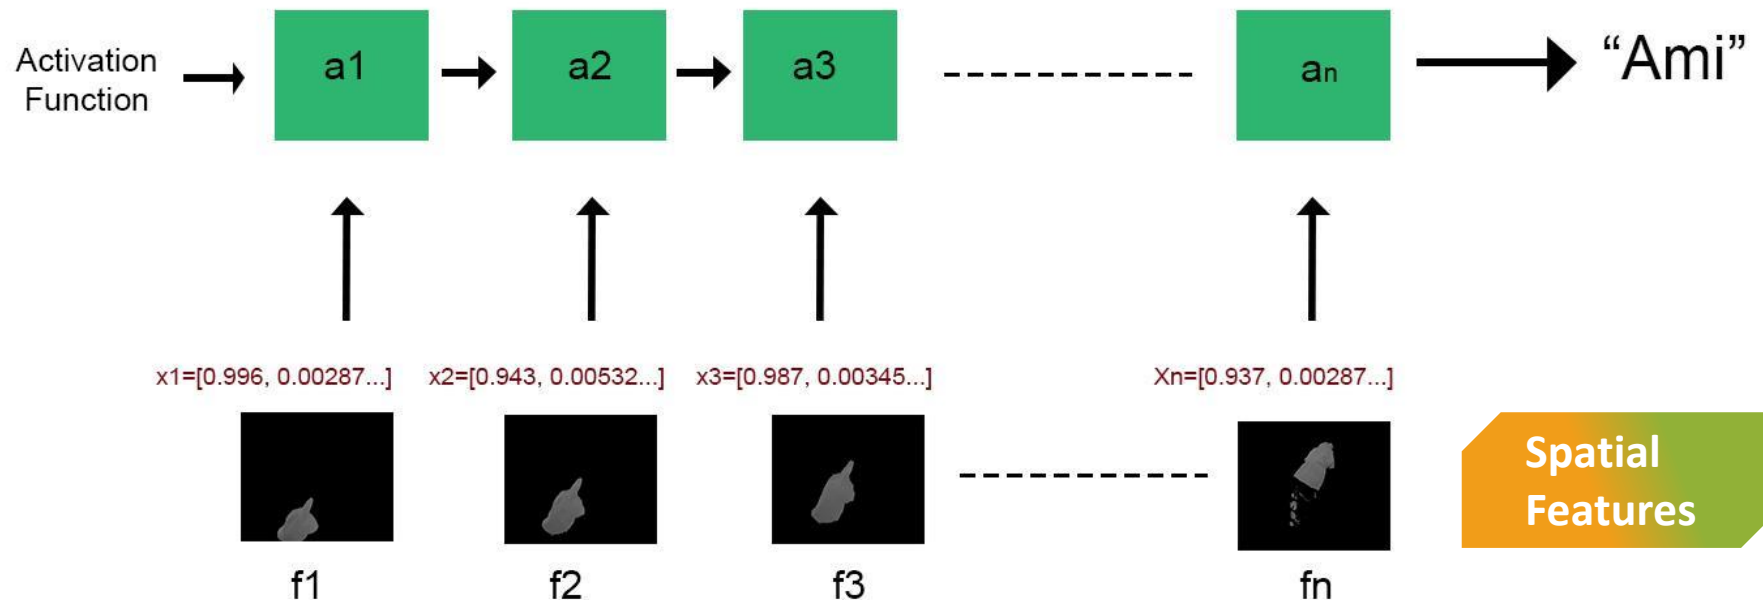 Activation
Function
a1
a2
a3
an
“Ami”
x1=[0.996, 0.00287...]
x2=[0.943, 0.00532...]
x3=[0.987, 0.00345...]
Xn=[0.937, 0.00287...]
Spatial
Features
f1
f2
f3
fn